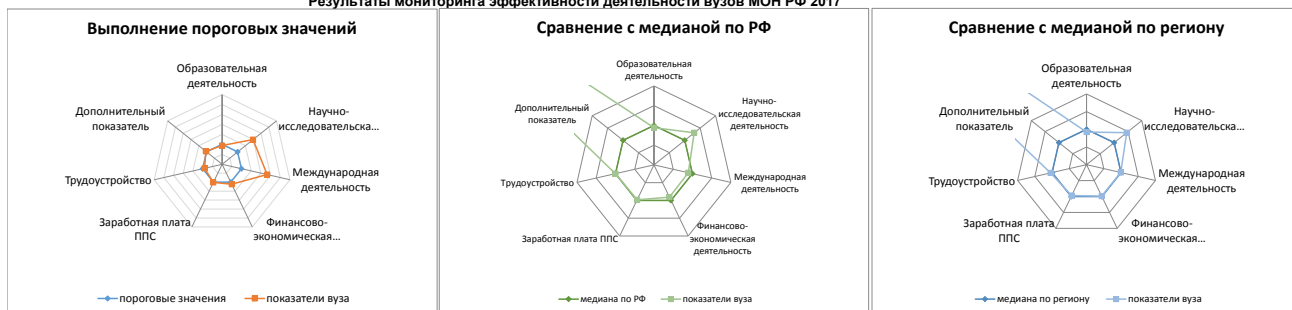 Результаты мониторинга эффективности деятельности вузов МОН РФ 2017
Выполнение пороговых значений
Образовательная
деятельность
Научно-
исследовательска...
Международная
деятельность
Финансово-
экономическая...
Заработная плата
ППС
Трудоустройство
Дополнительный
показатель
пороговые значения
показатели вуза
Сравнение с медианой по РФ
Образовательная
деятельность
Научно-
исследовательская
деятельность
Международная
деятельность
Финансово-
экономическая
деятельность
Заработная плата ППС
Трудоустройство
Дополнительный
показатель
медиана по РФ
показатели вуза
Сравнение с медианой по региону
Образовательная
деятельность
Научно-
исследовательска...
Международная
деятельность
Финансово-
экономическая...
Заработная плата
ППС
Трудоустройство
Дополнительный
показатель
медиана по региону
показатели вуза